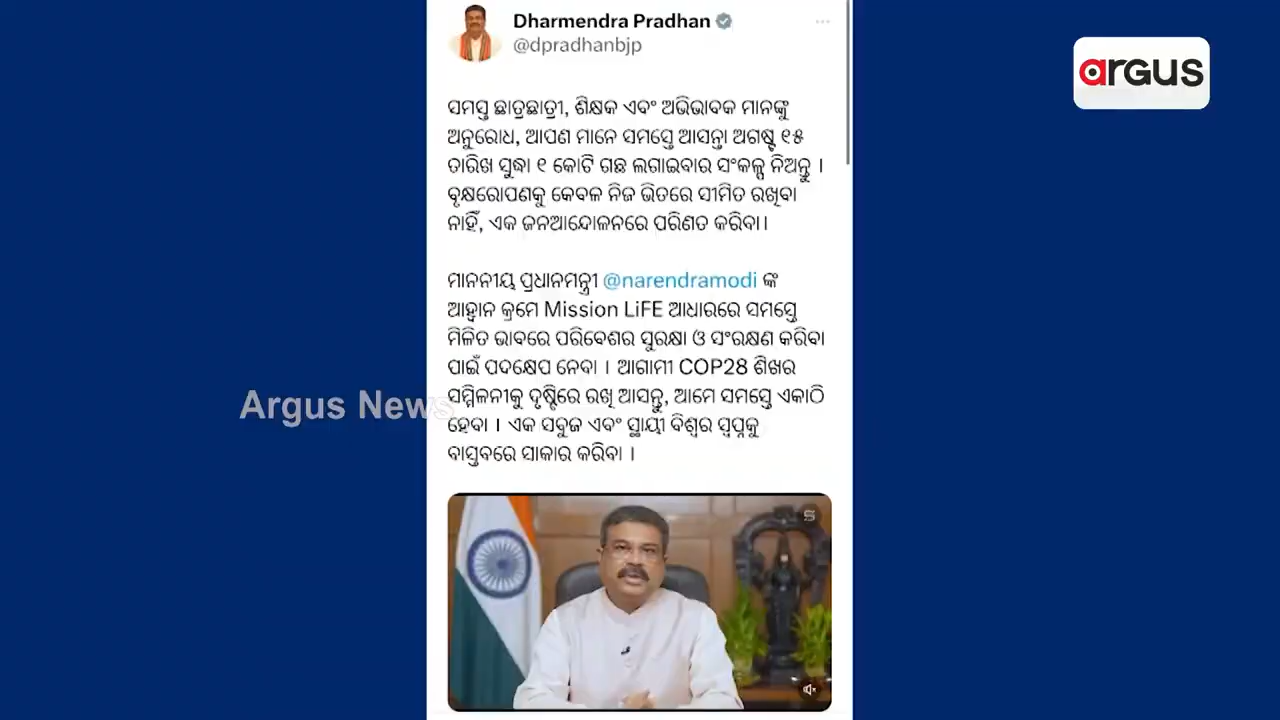 Dharmendra Pradhan
@dpradhanbjp
argus
ସମସ୍ତ ଛାତ୍ରଛାତ୍ରୀ, ଶିକ୍ଷକ ଏବଂ ଅଭିଭାବକ ମାନଙ୍କୁ
ଅନୁରୋଧ, ଆପଣ ମାନେ ସମସ୍ତେ ଆସନ୍ତା ଅଗଷ୍ଟ ୧୫
ତାରିଖ ସୁଦ୍ଧା ୧ କୋଟି ଗଛ ଲଗାଇବାର ସଂକଳ୍ପ ନିଅନ୍ତୁ ।
ବୃକ୍ଷରୋପଣକୁ କେବଳ ନିଜ ଭିତରେ ସୀମିତ ରଖିବା
ନାହିଁ, ଏକ ଜନଆନ୍ଦୋଳନରେ ପରିଣତ କରିବା।
ମାନନୀୟ ପ୍ରଧାନମନ୍ତ୍ରୀ @narendramodi ଙ୍କ
ଆହ୍ୱାନ କ୍ରମେ Mission LiFE ଆଧାରରେ ସମସ୍ତେ
ମିଳିତ ଭାବରେ ପରିବେଶର ସୁରକ୍ଷା ଓ ସଂରକ୍ଷଣ କରିବା
ପାଇଁ ପଦକ୍ଷେପ ନେବା । ଆଗାମୀ COP28 ଶିଖର
ସମ୍ମିଳନୀକୁ ଦୃଷ୍ଟିରେ ରଖି ଆସନ୍ତୁ, ଆମେ ସମସ୍ତେ ଏକାଠି
ହେବା । ଏକ ସବୁଜ ଏବଂ ସ୍ଥାୟୀ ବିଶ୍ୱର ସ୍ୱପ୍ନକୁ
ବାସ୍ତବରେ ସାକାର କରିବା ।
Argus News